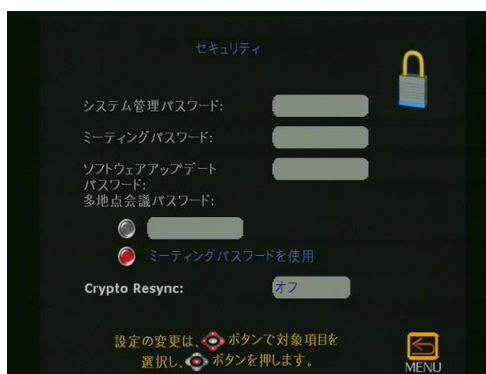 セキュリティ
システム管理パスワード:
ミーティングパスワード:
ソフトウェアアップデート
パスワード:
多地点会議パスワード:
ミーティングパスワードを使用
Crypto Resync: オフ
設定の変更は、ボタンで対象項目を
選択し、ボタンを押します。
MENU